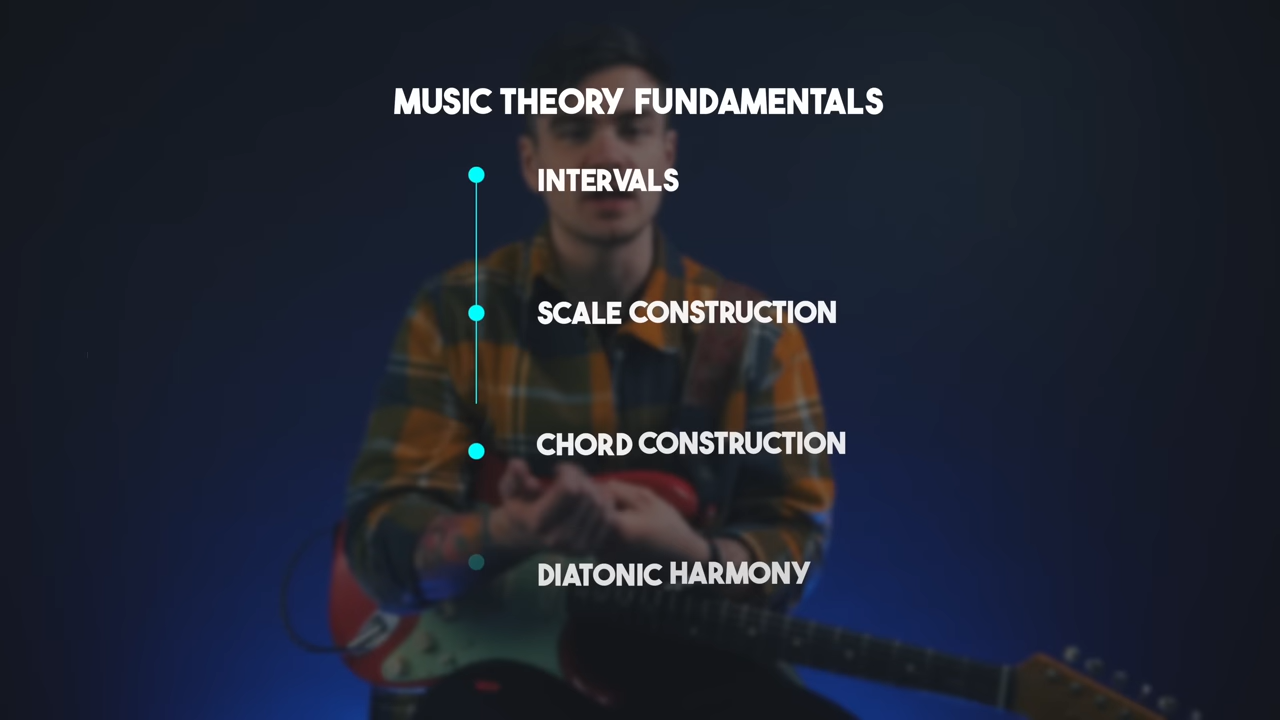 MUSIC THEORY FUNDAMENTALS
INTERVALS
SCALE CONSTRUCTION
CHORD CONSTRUCTION
DIATONIC HARMONY